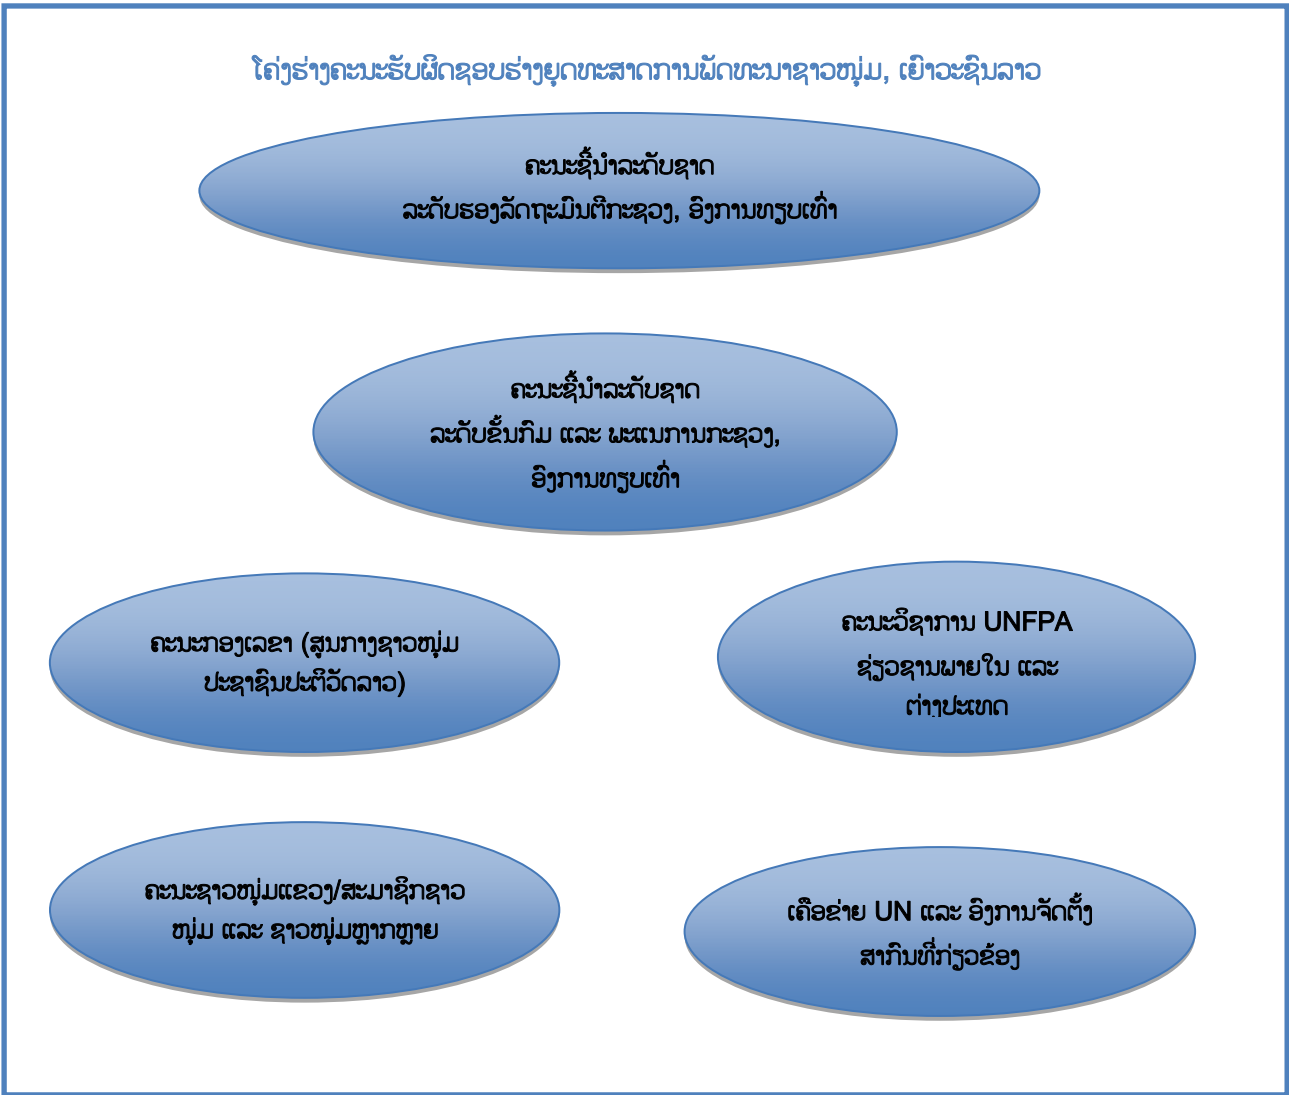 ໂຄ່ງຮ່າງຄະນະຮັບຜິດຊອບຮ່າງຍຸດທະສາດການພັດທະນາຊາວໜຸ່ມ, ເຍົາວະຊົນລາວ
ຄະນະຊີ້ນຳລະດັບຊາດ
ລະດັບຮອງລັດຖະມົນຕີກະຊວງ, ອົງການທຽບເທົ່າ
ຄະນະຊີ້ນຳລະດັບຊາດ
ລະດັບຂັ້ນກົມ ແລະ ພະແນການກະຊວງ,
ອົງການທຽບເທົ່າ
ຄະນະກອງເລຂາ (ສູນກາງຊາວໜຸ່ມ
ປະຊາຊົນປະຕິວັດລາວ)
ຄະນະວິຊາການ UNFPA
ຊ່ຽວຊານພາຍໃນ ແລະ
ຕ່າງປະເທດ
ຄະນະຊາວໜຸ່ມແຂວງ/ສະມາຊິກຊາວ
ໜຸ່ມ ແລະ ຊາວໜຸ່ມຫຼາກຫຼາຍ
ເຄືອຂ່າຍ UN ແລະ ອົງການຈັດຕັ້ງ
ສາກົນທີ່ກ່ຽວຂ້ອງ